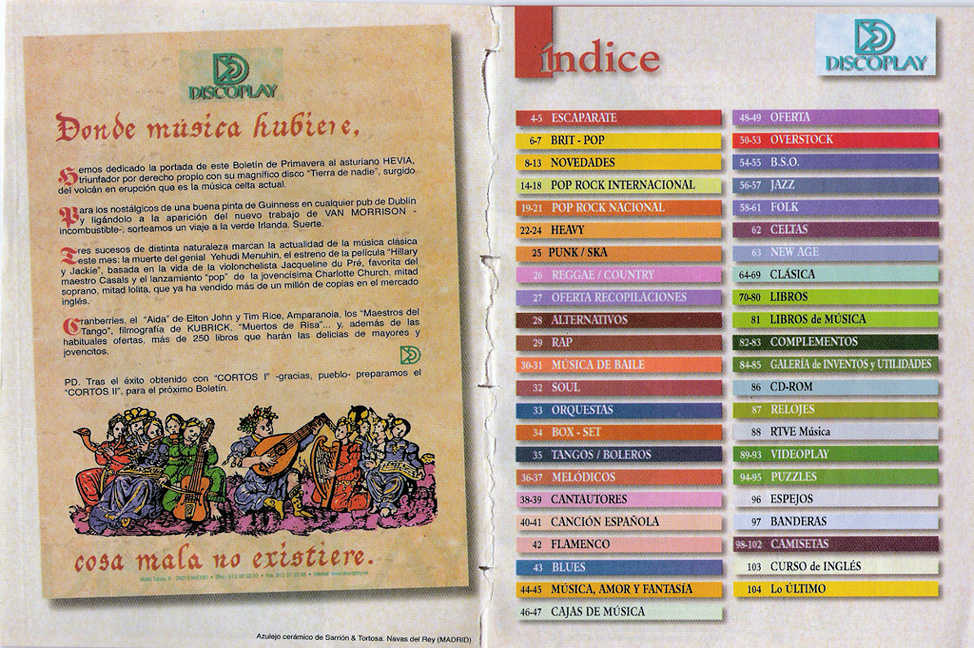 DISCOPLAY
Donde música hubiere,
Hemos dedicado la portada de este Boletín de Primavera al asturiano HEVIA,
triunfador por derecho propio con su magnífico disco "Tierra de nadie", surgido
del volcán en erupción que es la música celta actual.
Para los nostálgicos de una buena pinta de Guinness en cualquier pub de Dublín
y ligándolo a la aparición del nuevo trabajo de VAN MORRISON -
incombustible-, sorteamos un viaje a la verde Irlanda. Suerte.
Tres sucesos de distinta naturaleza marcan la actualidad de la música clásica
este mes: la muerte del genial Yehudi Menuhin, el estreno de la película "Hillary
y Jackie", basada en la vida de la violonchelista Jacqueline du Pré, favorita del
maestro Casals y el lanzamiento "pop" de la jovencísima Charlotte Church, mitad
soprano, mitad lolita, que ya ha vendido más de un millón de copias en el mercado
inglés.
Cranberries, el "Aida" de Elton John y Tim Rice, Amparanoia, los "Maestros del
Tango", filmografía de KUBRICK, "Muertos de Risa"... y, además de las
habituales ofertas, más de 250 libros que harán las delicias de mayores y
jovencitos.
PD. Tras el éxito obtenido con "CORTOS I" -gracias, pueblo- preparamos el
"CORTOS II", para el próximo Boletín.
cosa mala no existiere.
Azulejo cerámico de Sarrión & Tortosa. Navas del Rey (MADRID)
índice
DISCOPLAY
4-5 ESCAPARATE
6-7 BRIT - POP
8-13 NOVEDADES
14-18 POP ROCK INTERNACIONAL
19-21 POP ROCK NACIONAL
22-24 HEAVY
25 PUNK / SKA
26 REGGAE / COUNTRY
27 OFERTA RECOPILACIONES
28 ALTERNATIVOS
29 RAP
30-31 MÚSICA DE BAILE
32 SOUL
33 ORQUESTAS
34 BOX - SET
35 TANGOS / BOLEROS
36-37 MELÓDICOS
38-39 CANTAUTORES
40-41 CANCIÓN ESPAÑOLA
42 FLAMENCO
43 BLUES
44-45 MÚSICA, AMOR Y FANTASÍA
46-47 CAJAS DE MÚSICA
48-49 OFERTA
50-53 OVERSTOCK
54-55 B.S.O.
56-57 JAZZ
58-61 FOLK
62 CELTAS
63 NEW AGE
64-69 CLÁSICA
70-80 LIBROS
81 LIBROS de MÚSICA
82-83 COMPLEMENTOS
84-85 GALERÍA de INVENTOS y UTILIDADES
86 CD-ROM
87 RELOJES
88 RTVE Música
89-93 VIDEOPLAY
94-95 PUZZLES
96 ESPEJOS
97 BANDERAS
98-102 CAMISETAS
103 CURSO de INGLÉS
104 Lo ÚLTIMO